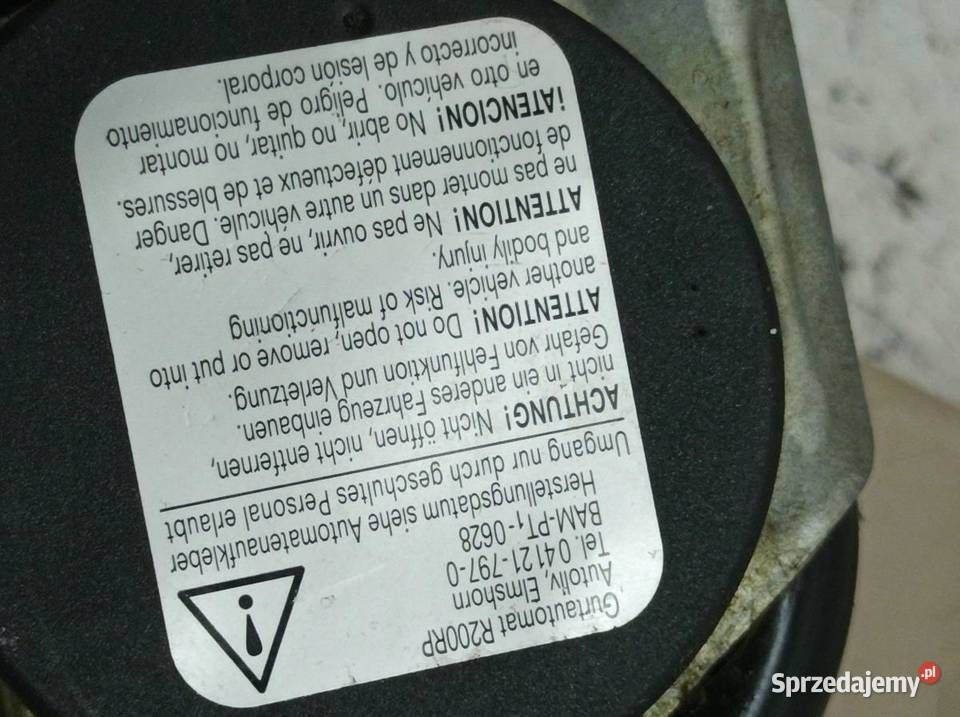 Gurtautomat R200RP
Autoliv, Elmshorn
Tel. 04121-797-0
BAM-PT₁-0628
Herstellungsdatum siehe Automatenaufkleber
Umgang nur durch geschultes Personal erlaubt
ACHTUNG! Nicht öffnen, nicht entfernen,
nicht in ein anderes Fahrzeug einbauen.
Gefahr von Fehlfunktion und Verletzung.
ATTENTION! Do not open, remove or put into
another vehicle. Risk of malfunctioning
and bodily injury.
ATTENTION! Ne pas ouvrir, ne pas retirer,
ne pas monter dans un autre véhicule. Danger
de fonctionnement défectueux et de blessures.
¡ATENCION! No abrir, no quitar, no montar
en otro vehículo. Peligro de funcionamiento
incorrecto y de lesión corporal.
Sprzedajemy.pl